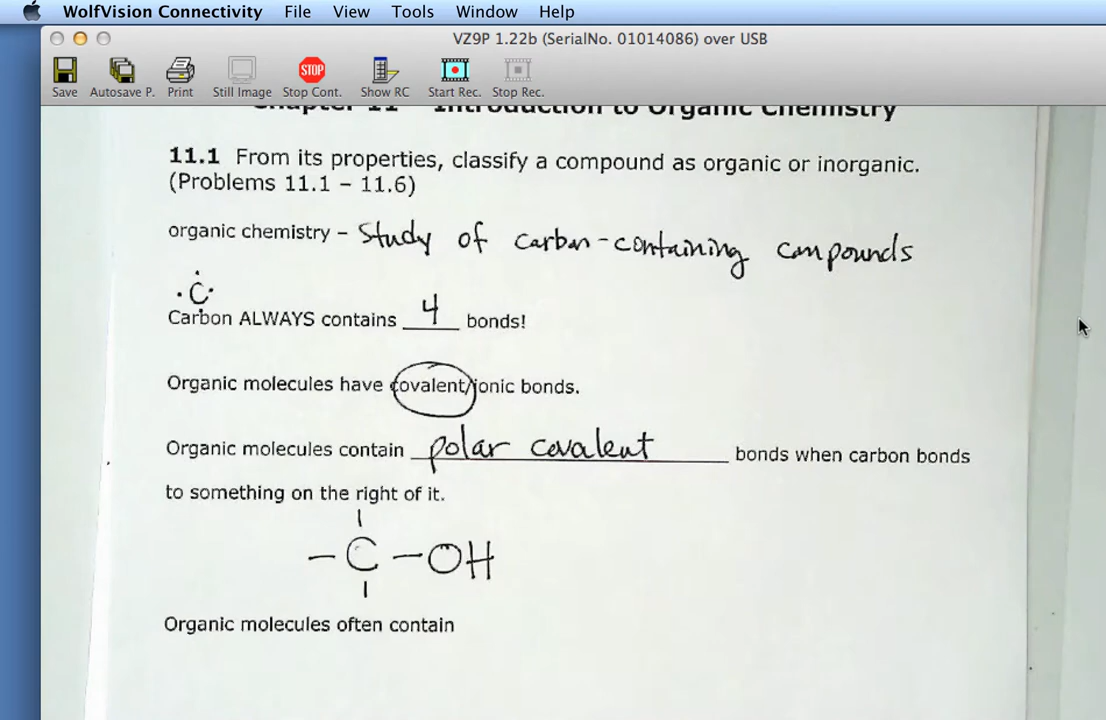 WolfVision Connectivity File View Tools Window Help
VZ9P 1.22b (SerialNo. 01014086) over USB
Save Autosave P. Print Still Image STOP Stop Cont. Show RC Start Rec. Stop Rec.
Chapter 11 Introduction to Organic Chemistry
11.1 From its properties, classify a compound as organic or inorganic.
(Problems 11.1 – 11.6)
organic chemistry – study of carbon-containing compounds
C
Carbon ALWAYS contains 4 bonds!
Organic molecules have covalent/ionic bonds.
Organic molecules contain polar covalent bonds when carbon bonds
to something on the right of it.
– C – OH
Organic molecules often contain